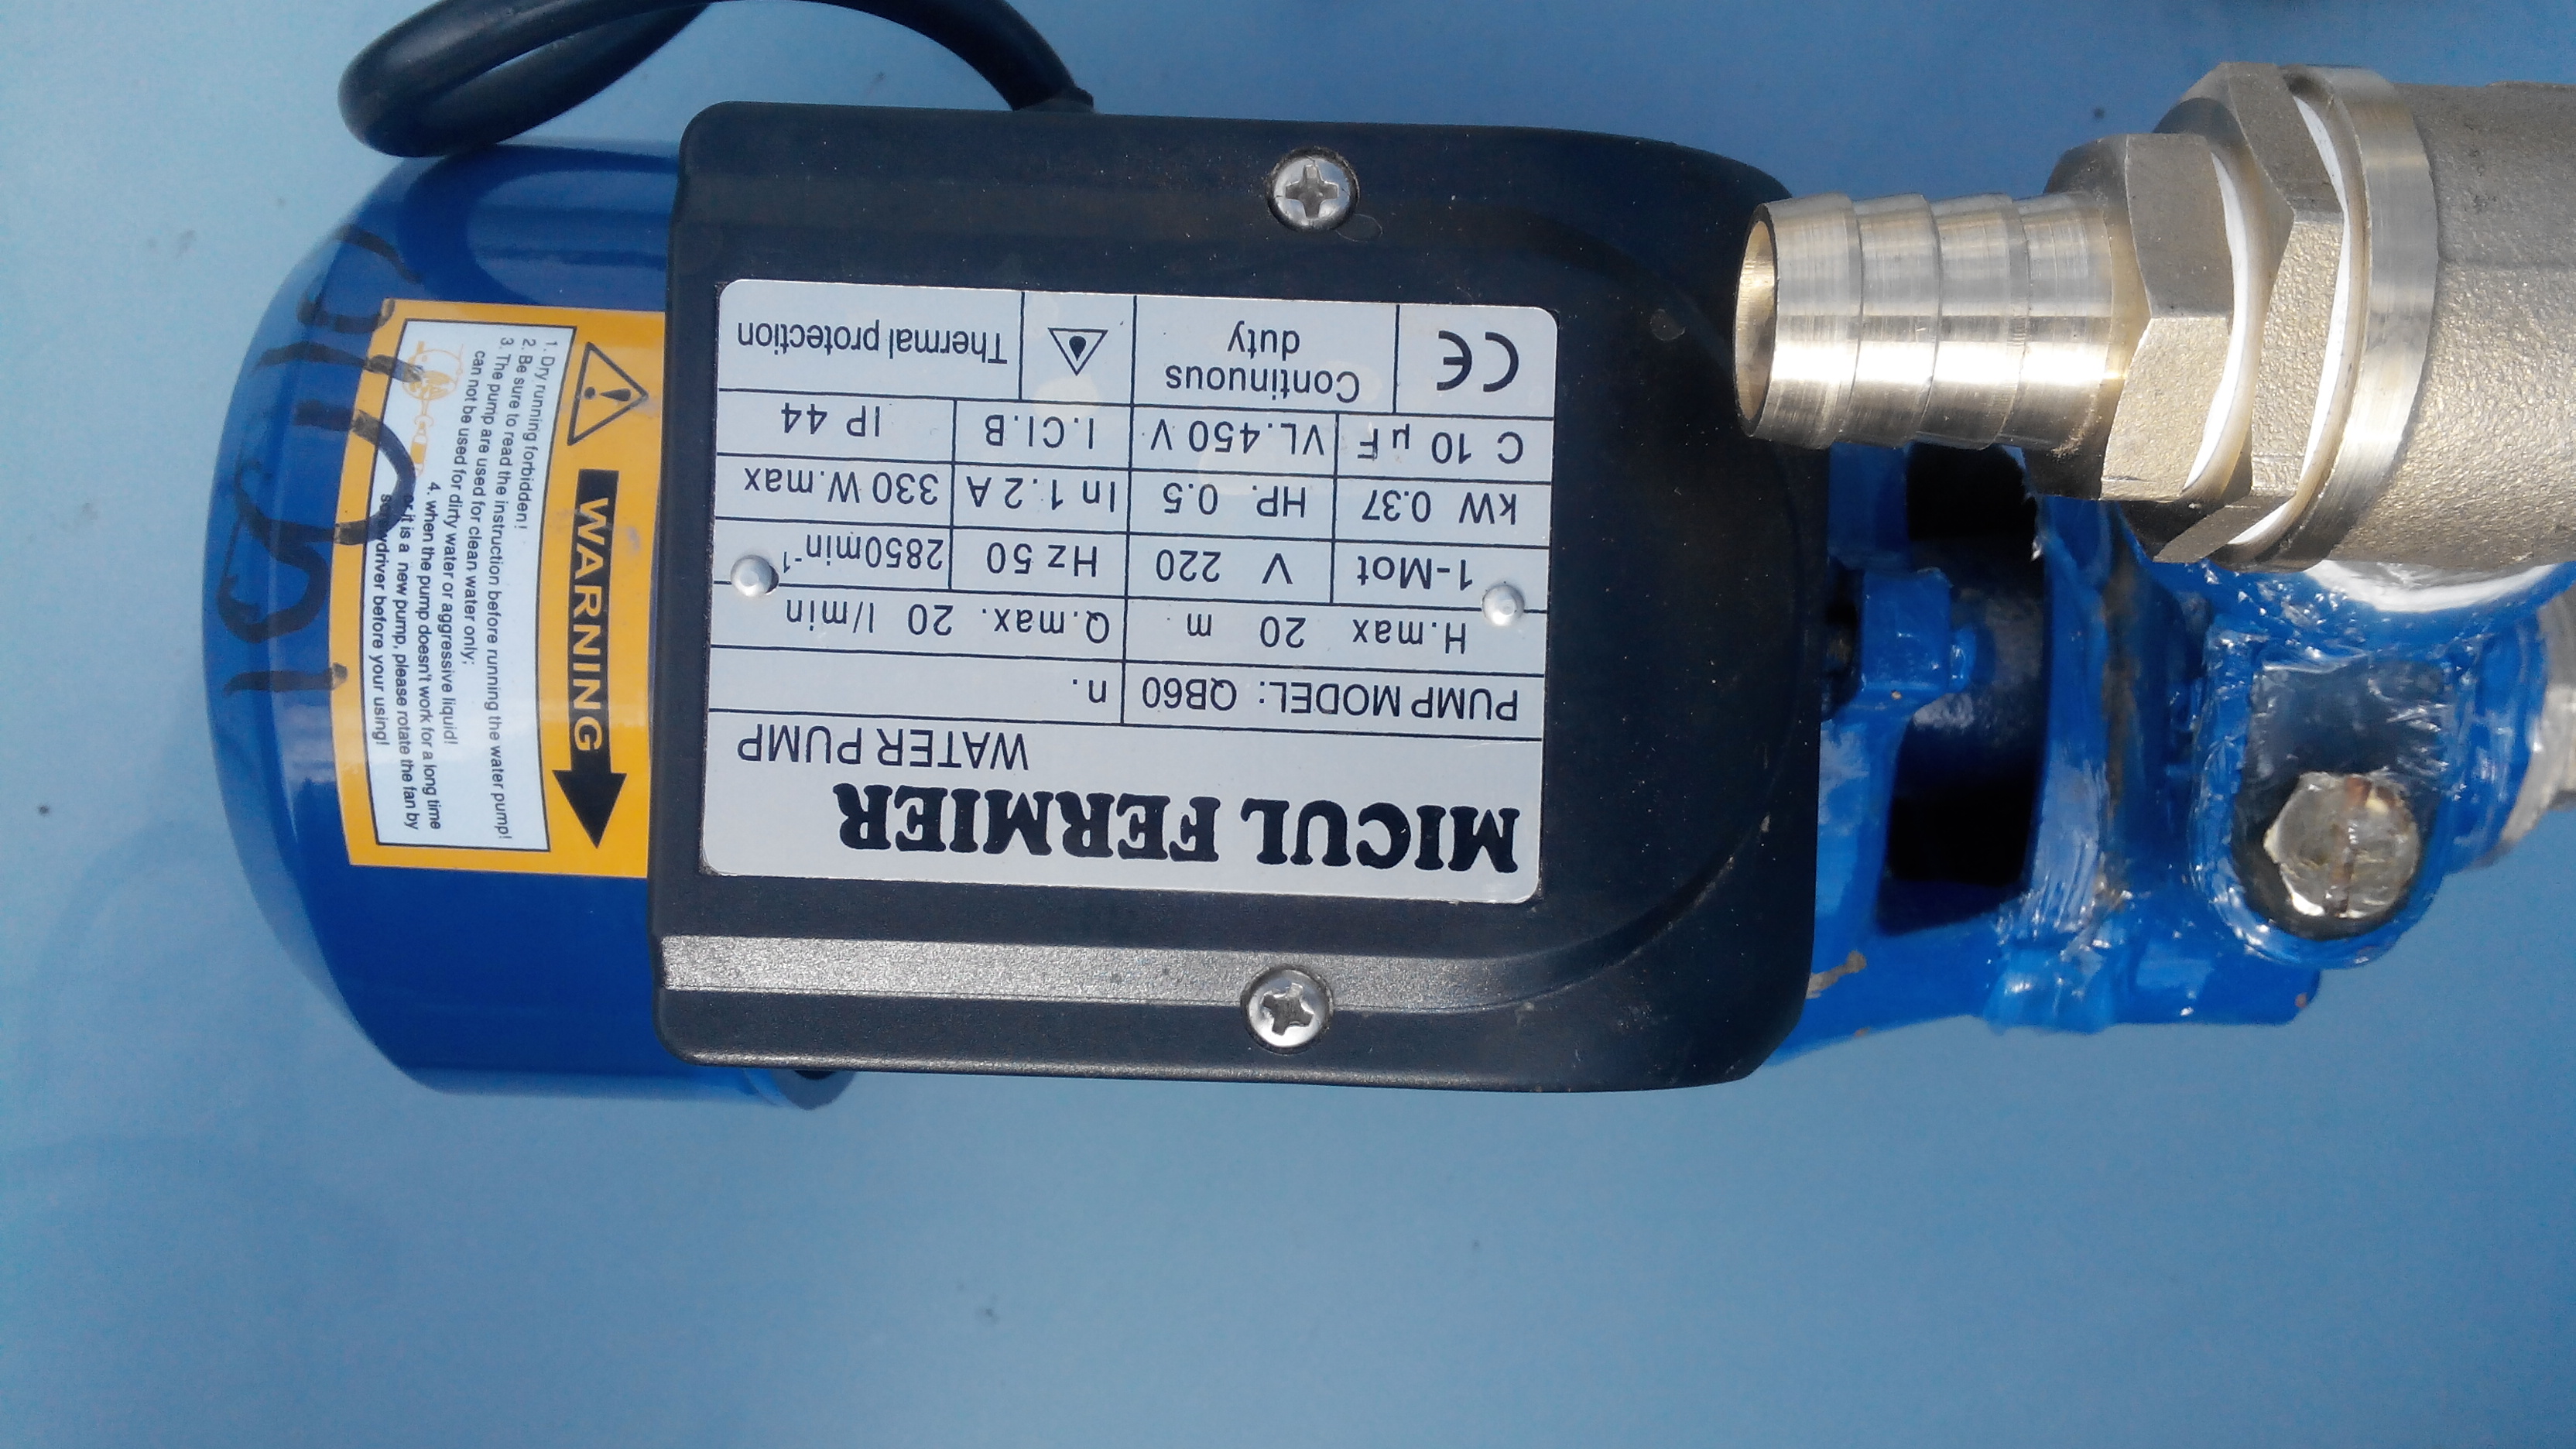 MICUL FERMIER
WATER PUMP
PUMP MODEL: QB60 n.
H.max 20 m Q.max. 20 l/min
1-Mot V 220 Hz 50 2850min⁻¹
kW 0.37 HP. 0.5 In 1.2 A 330 W.max
C 10 µF VL.450 V I.Cl.B IP 44
CE Continuous duty Thermal protection
WARNING
1. Dry running forbidden!
2. Be sure to read the instruction before running the water pump!
3. The pump are used for clean water only;
can not be used for dirty water or aggressive liquid!
4. when the pump doesn't work for a long time
or it is a new pump, please rotate the fan by
screwdriver before your using!